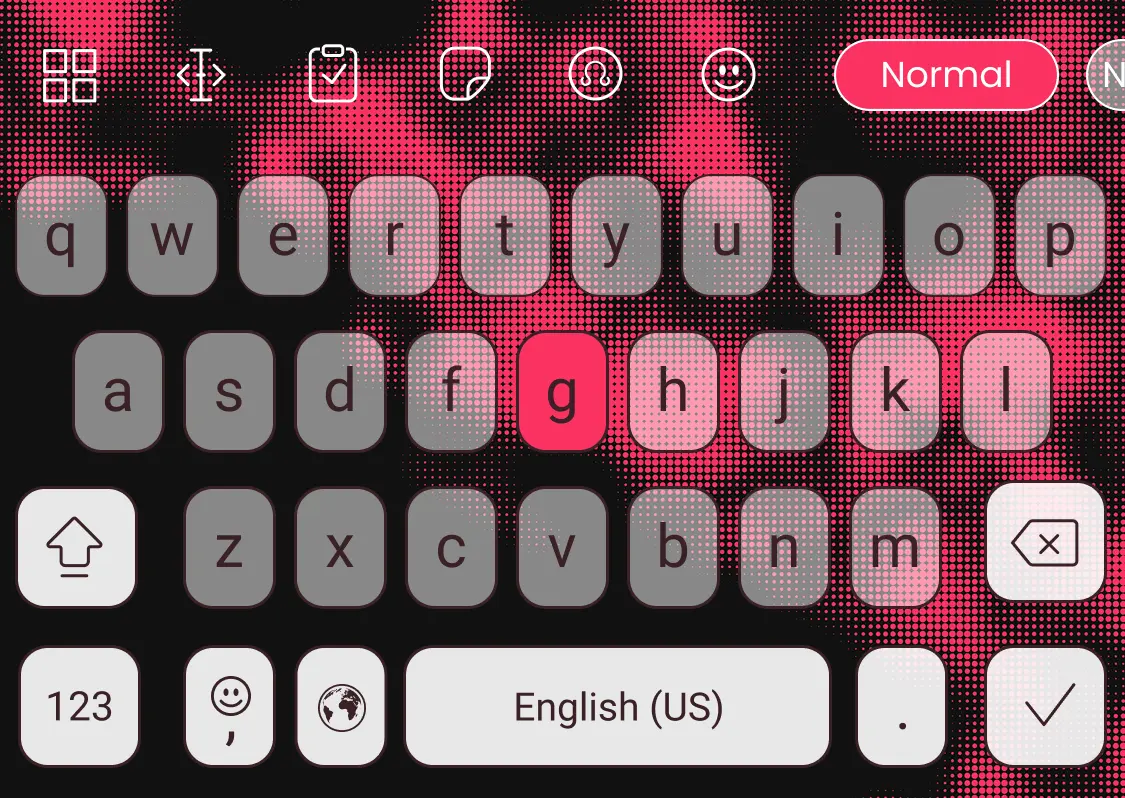 Normal N
q w e r t y u i o p
a s d f g h j k l
z x c v b n m
123 , English (US) .